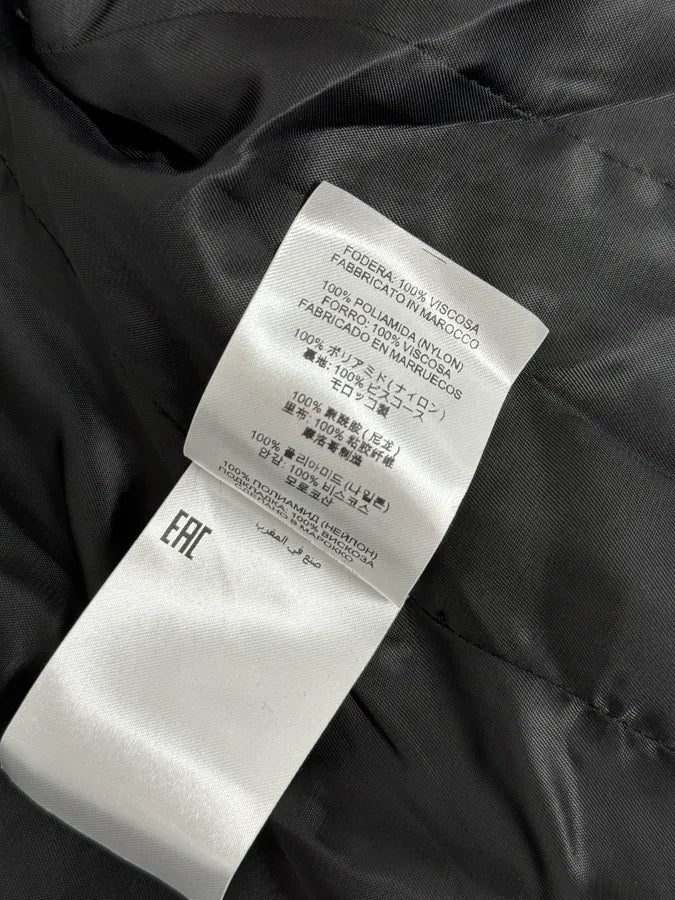 FODERA: 100% VISCOSA
FABBRICATO IN MAROCCO
100% POLIAMIDA (NYLON)
FORRO: 100% VISCOSA
FABRICADO EN MARRUECOS
100% ポリアミド(ナイロン)
裏地: 100% ビスコース
モロッコ製
100% 聚酰胺(尼龙)
座布: 100% 粘胶纤维
摩洛哥制造
100% 폴리아미드(나일론)
안감: 100% 비스코스
모로코산
100% ПОЛИАМИД (НЕЙЛОН)
ПОДКЛАДКА: 100% ВИСКОЗА
СДЕЛАНО В МАРОККО
صنع في المغرب
EAC